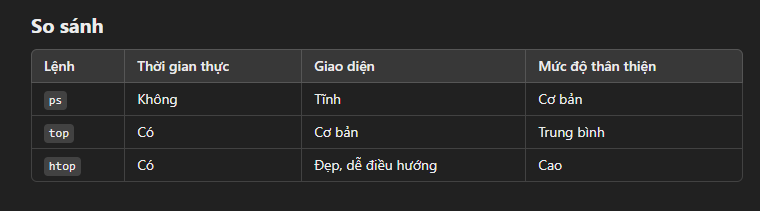 So sánh
Lệnh Thời gian thực Giao diện Mức độ thân thiện
ps Không Tĩnh Cơ bản
top Có Cơ bản Trung bình
htop Có Đẹp, dễ điều hướng Cao